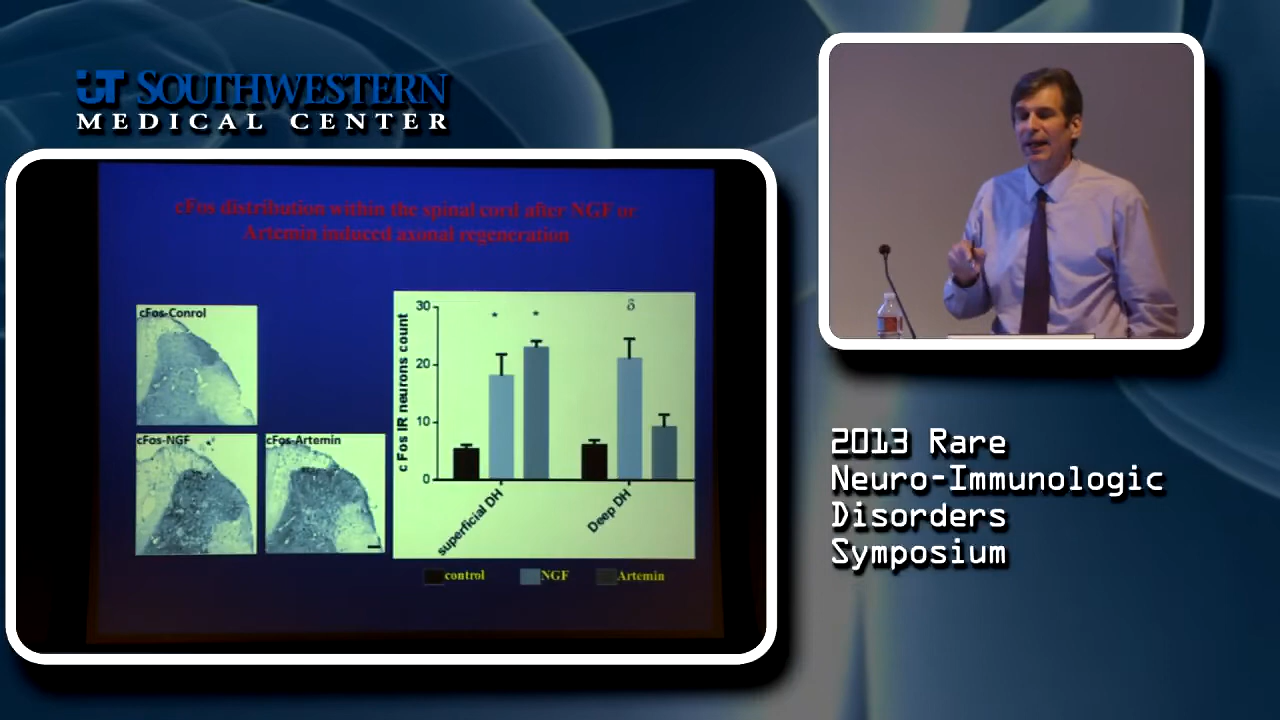 UT SOUTHWESTERN
MEDICAL CENTER
cFos distribution within the spinal cord after NGF or
Artemin induced axonal regeneration
cFos-Conrol
cFos-NGF
cFos-Artemin
c Fos IR neurons count
30
20
10
0
* *
δ
superficial DH
Deep DH
control
NGF
Artemin
2013 Rare
Neuro-Immunologic
Disorders
Symposium